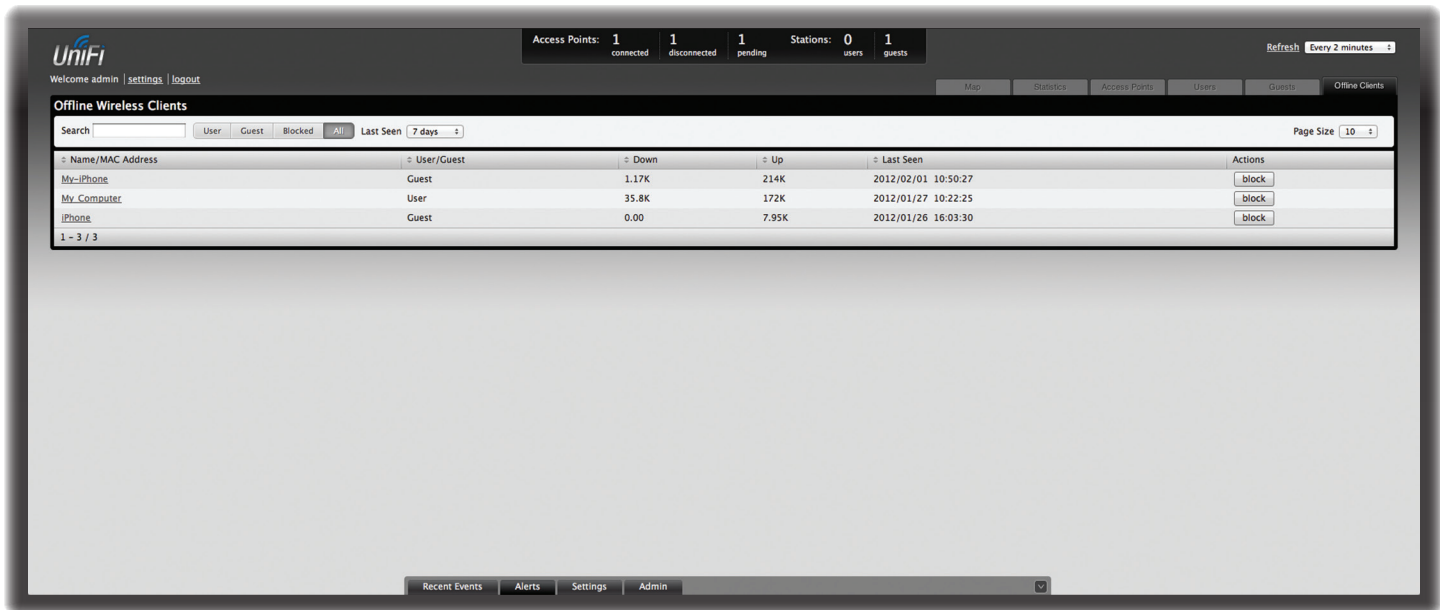 UniFi
Access Points: 1 connected 1 disconnected 1 pending Stations: 0 users 1 guests
Refresh Every 2 minutes
Welcome admin settings logout
Map Statistics Access Points Users Guests Offline Clients
Offline Wireless Clients
Search User Guest Blocked All Last Seen 7 days Page Size 10
Name/MAC Address User/Guest Down Up Last Seen Actions
My-iPhone Guest 1.17K 214K 2012/02/01 10:50:27 block
My Computer User 35.8K 172K 2012/01/27 10:22:25 block
iPhone Guest 0.00 7.95K 2012/01/26 16:03:30 block
1 - 3 / 3
Recent Events Alerts Settings Admin